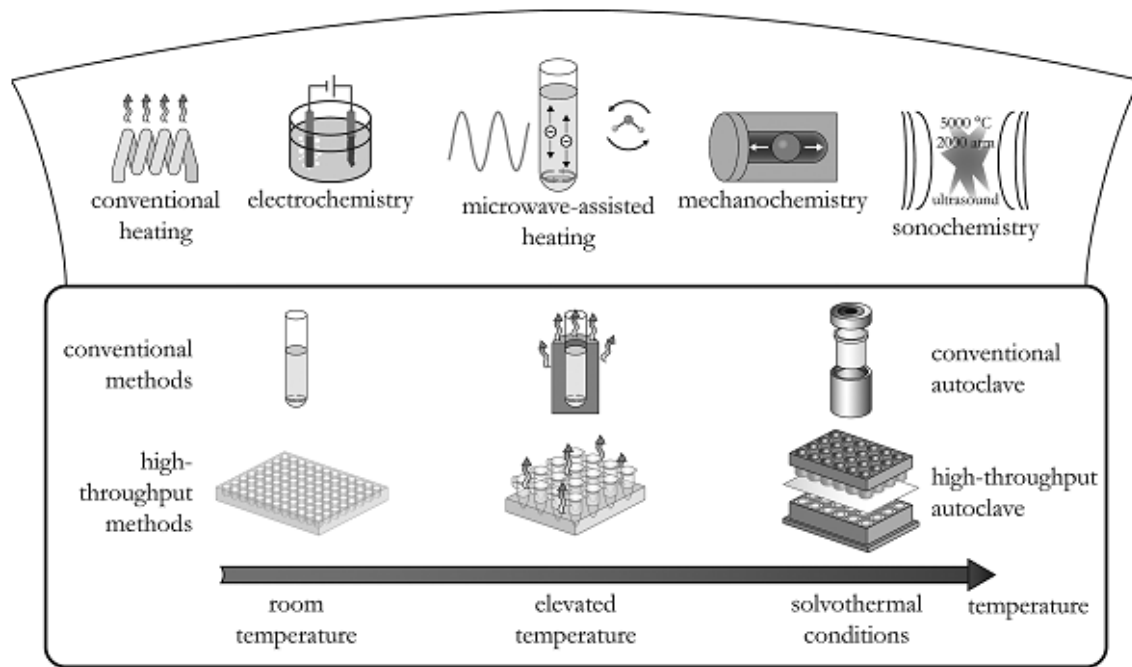 conventional
heating
electrochemistry
microwave-assisted
heating
mechanochemistry
5000 °C
2000 atm
ultrasound
sonochemistry
conventional
methods
conventional
autoclave
high-
throughput
methods
high-throughput
autoclave
room
temperature
elevated
temperature
solvothermal
conditions
temperature